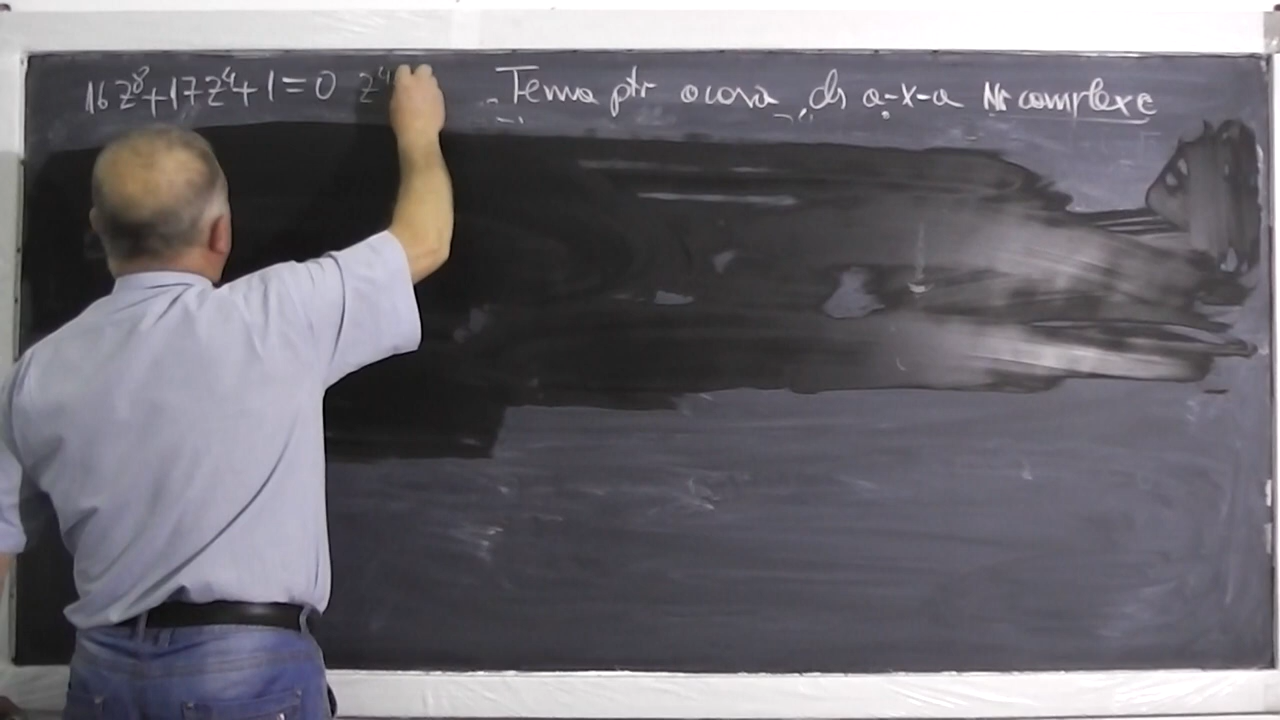 16z⁸+17z⁴+1=0 z⁴ Tema ptr acasa, cls a-X-a Nr complexe